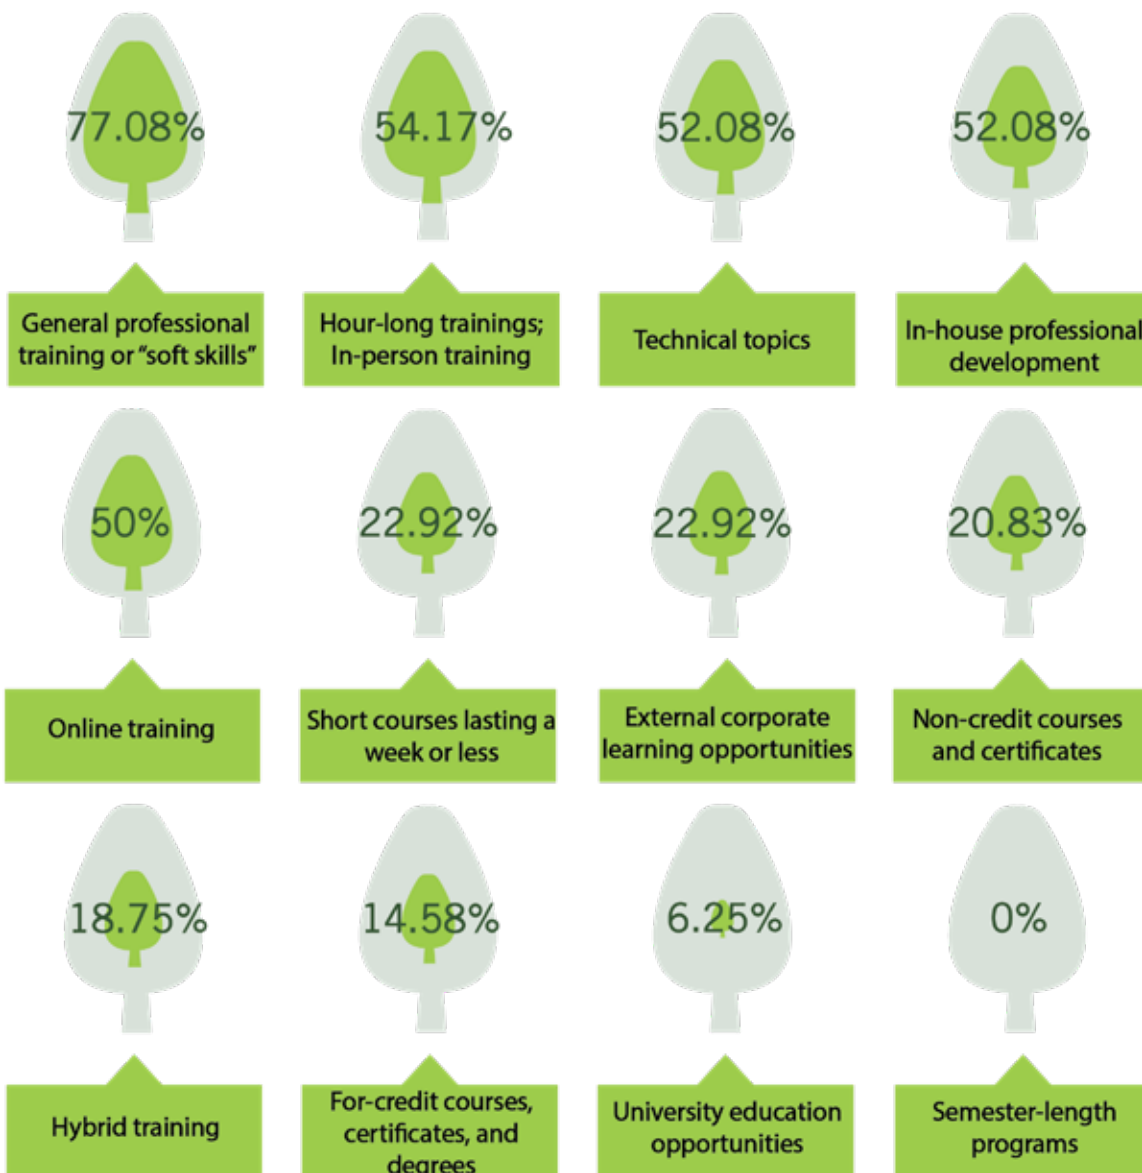 77.08%
54.17%
52.08%
52.08%
General professional
training or “soft skills”
Hour-long trainings;
In-person training
Technical topics
In-house professional
development
50%
22.92%
22.92%
20.83%
Online training
Short courses lasting a
week or less
External corporate
learning opportunities
Non-credit courses
and certificates
18.75%
14.58%
6.25%
0%
Hybrid training
For-credit courses,
certificates, and
degrees
University education
opportunities
Semester-length
programs